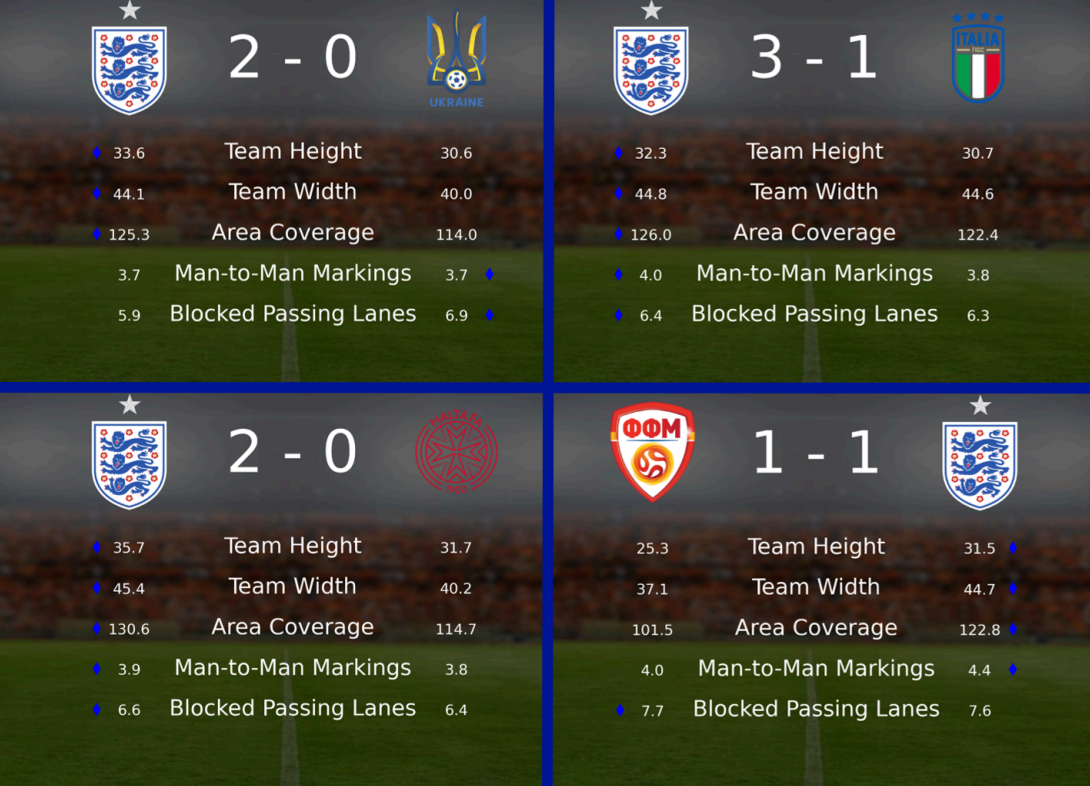 2 - 0
UKRAINE
33.6 Team Height 30.6
44.1 Team Width 40.0
125.3 Area Coverage 114.0
3.7 Man-to-Man Markings 3.7
5.9 Blocked Passing Lanes 6.9
3 - 1
ITALIA
FIGC
32.3 Team Height 30.7
44.8 Team Width 44.6
126.0 Area Coverage 122.4
4.0 Man-to-Man Markings 3.8
6.4 Blocked Passing Lanes 6.3
2 - 0
MALTA F.A.
1900
35.7 Team Height 31.7
45.4 Team Width 40.2
130.6 Area Coverage 114.7
3.9 Man-to-Man Markings 3.8
6.6 Blocked Passing Lanes 6.4
ФФМ
1 - 1
25.3 Team Height 31.5
37.1 Team Width 44.7
101.5 Area Coverage 122.8
4.0 Man-to-Man Markings 4.4
7.7 Blocked Passing Lanes 7.6